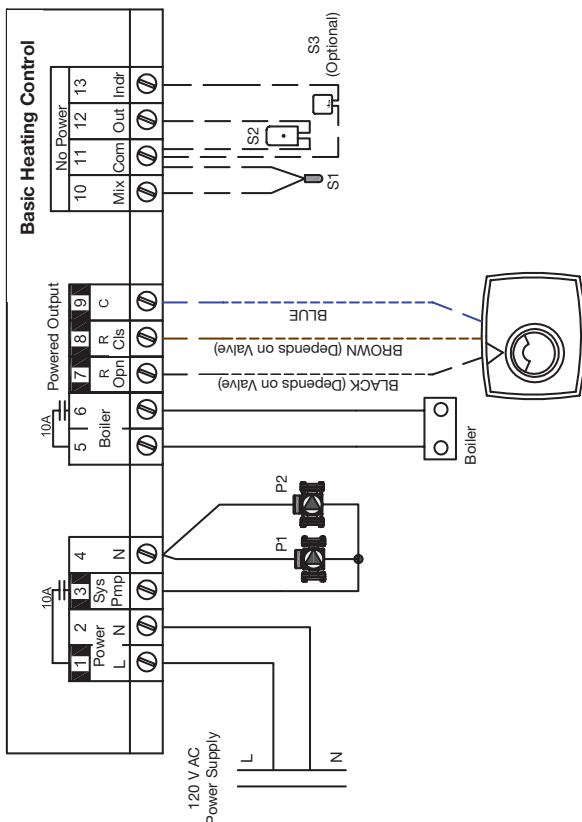 Basic Heating Control
10A
10A
Powered Output
No Power
1 2 3 4 5 6 7 8 9 10 11 12 13
Power
L N
Sys
Pmp
N
Boiler
R
Opn
R
Cls
C
Mix Com Out Indr
120 V AC
Power Supply
L
N
P1
P2
Boiler
BLACK (Depends on Valve)
BROWN (Depends on Valve)
BLUE
S1
S2
S3
(Optional)